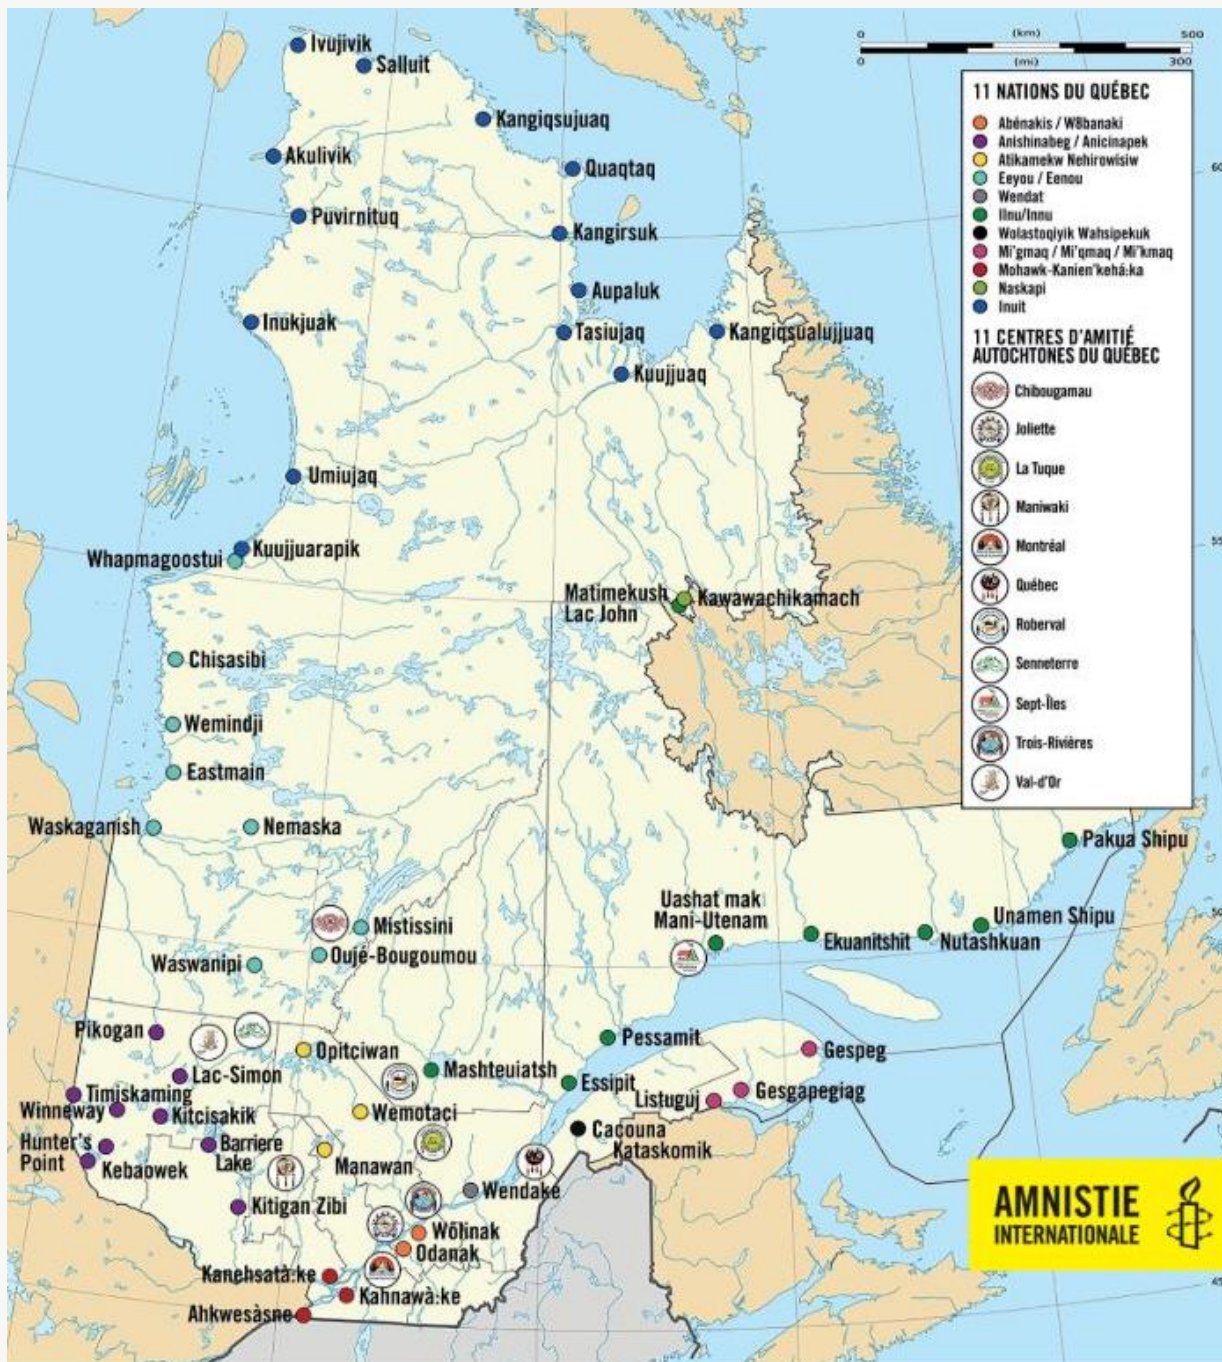 Ivujivik
Salluit
Kangiqsujuaq
Akulivik
Quaqtaq
Puvirnituq
Kangirsuk
Aupaluk
Inukjuak
Tasiujaq
Kangiqsualujjuaq
Kuujjuaq
Umiujaq
Kuujjuarapik
Whapmagoostui
Matimekush
Lac John
Kawawachikamach
Chisasibi
Wemindji
Eastmain
Waskaganish
Nemaska
Pakua Shipu
Uashat mak
Mani-Utenam
Mistissini
Unamen Shipu
Ekuanitshit
Nutashkuan
Oujé-Bougoumou
Waswanipi
Pikogan
Opitciwan
Pessamit
Gespeg
Lac-Simon
Mashteuiatsh
Essipit
Gesgapegiag
Timiskaming
Listuguj
Winneway
Kitcisakik
Wemotaci
Cacouna
Kataskomik
Hunter's
Point
Kebaowek
Barriere
Lake
Manawan
Wendake
Kitigan Zibi
Wôlinak
Odanak
Kanehsatà:ke
Kahnawà:ke
Ahkwesàsne
0 (km) 500
0 (mi) 300
11 NATIONS DU QUÉBEC
Abénakis / W8banaki
Anishinabeg / Anicinapek
Atikamekw Nehirowisiw
Eeyou / Eenou
Wendat
Ilnu/Innu
Wolastoqiyik Wahsipekuk
Mi'gmaq / Mi'qmaq / Mi'kmaq
Mohawk-Kanien'kehá:ka
Naskapi
Inuit
11 CENTRES D'AMITIÉ
AUTOCHTONES DU QUÉBEC
Chibougamau
Joliette
La Tuque
Maniwaki
Montréal
Québec
Roberval
Senneterre
Sept-Îles
Trois-Rivières
Val-d'Or
55
50
AMNISTIE
INTERNATIONALE